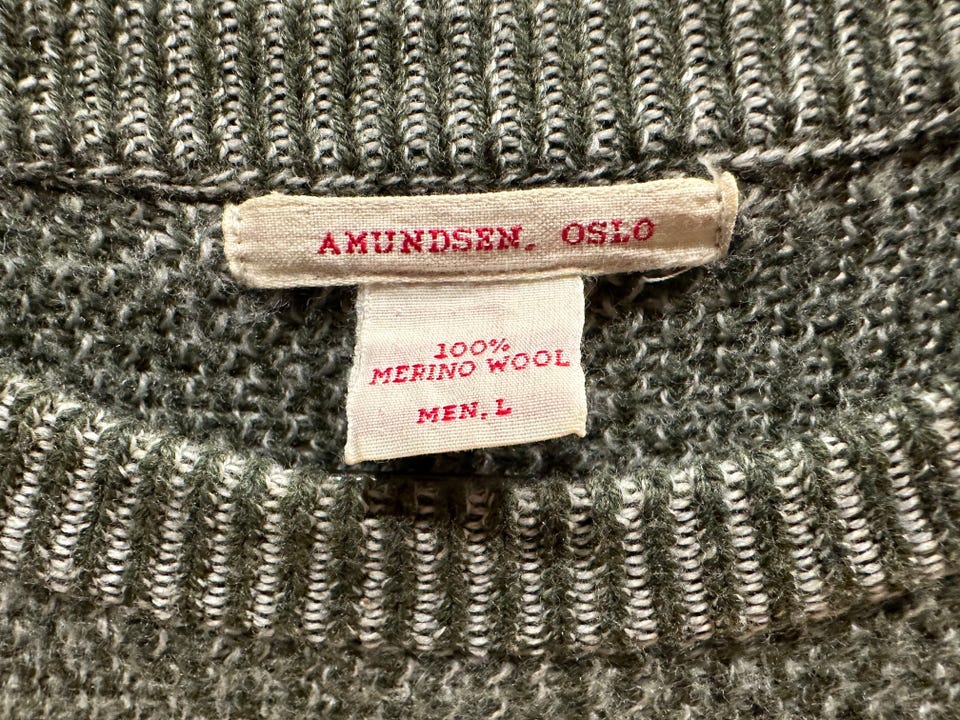 AMUNDSEN. OSLO
100%
MERINO WOOL
MEN. L